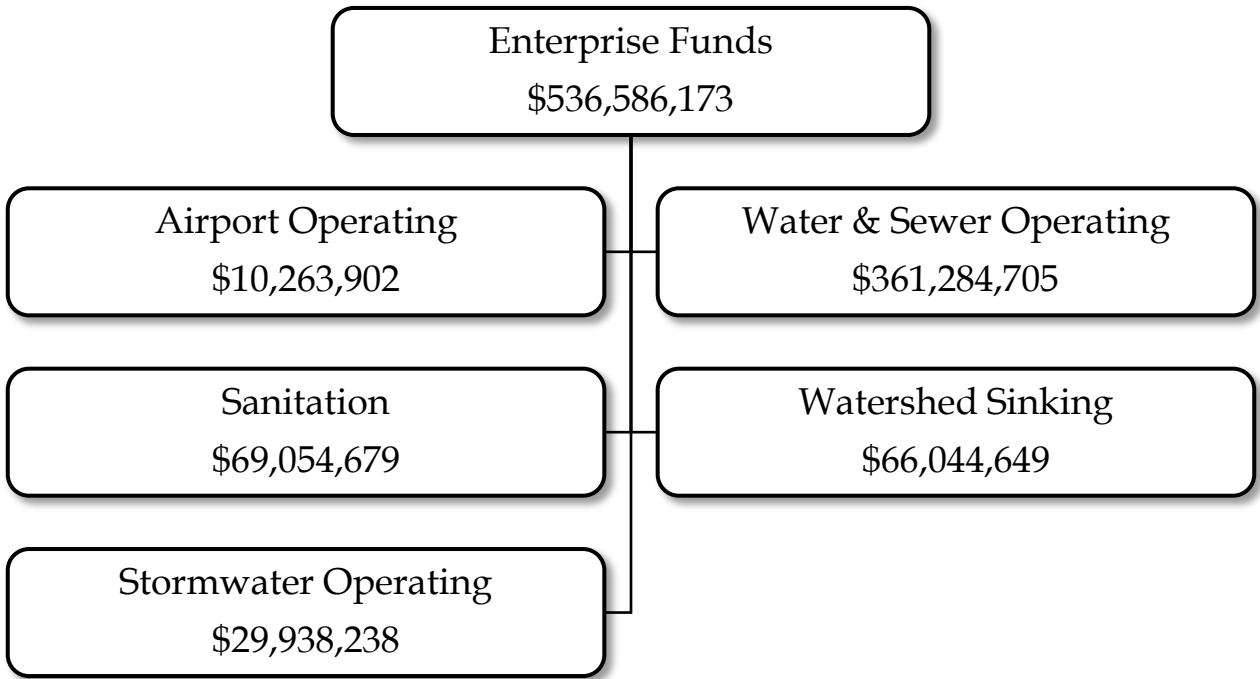 Enterprise Funds
$536,586,173
Airport Operating
$10,263,902
Water & Sewer Operating
$361,284,705
Sanitation
$69,054,679
Watershed Sinking
$66,044,649
Stormwater Operating
$29,938,238